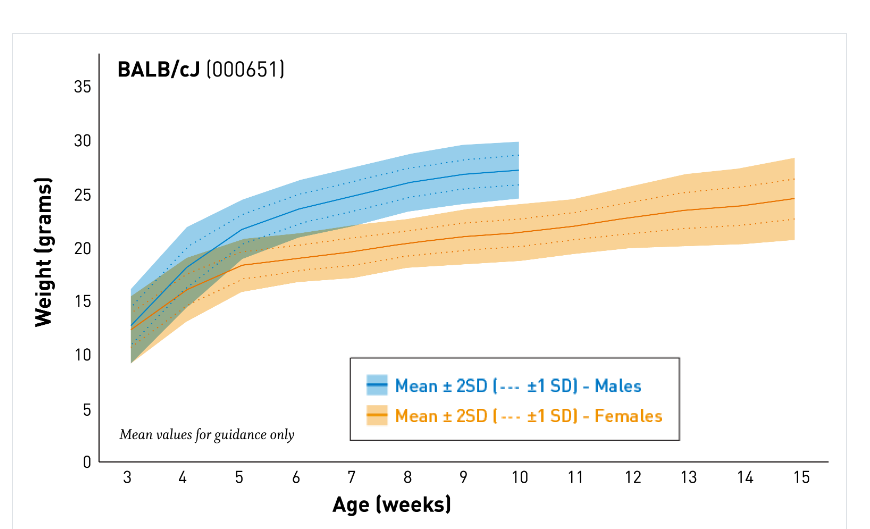 BALB/cJ (000651)
35
30
25
20
15
10
5
0
Weight (grams)
Mean ± 2SD (--- ±1 SD) - Males
Mean ± 2SD (--- ±1 SD) - Females
Mean values for guidance only
3 4 5 6 7 8 9 10 11 12 13 14 15
Age (weeks)